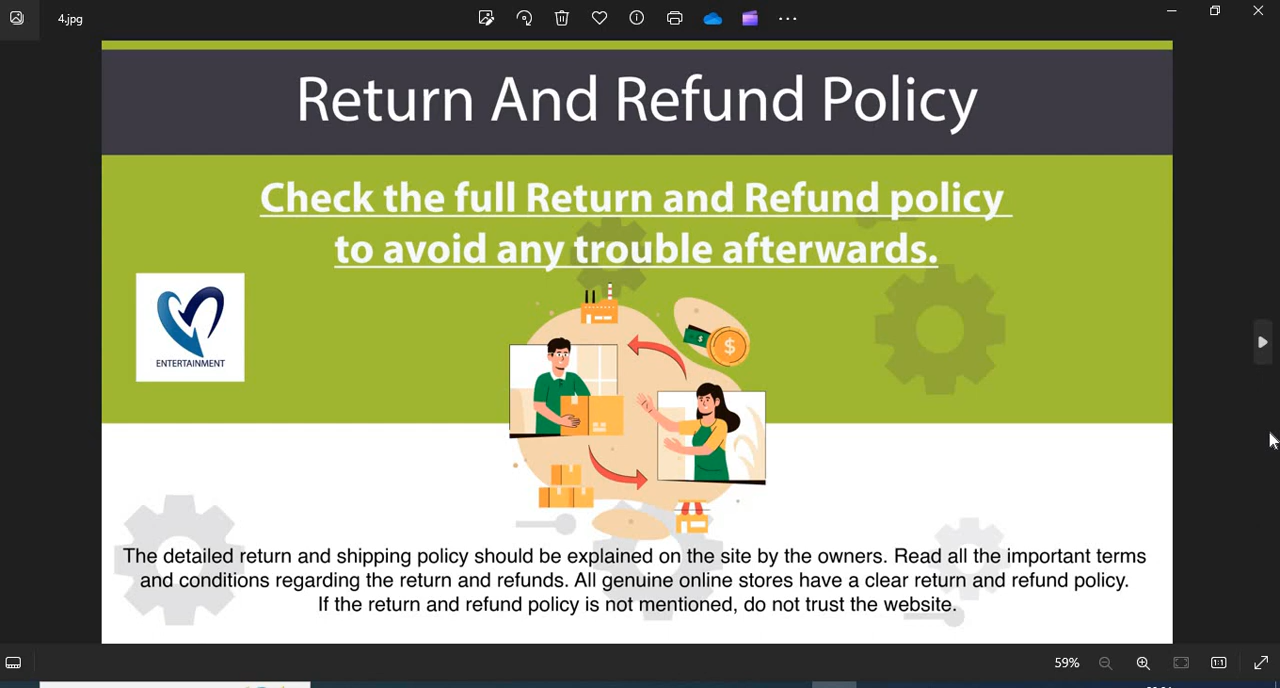 4.jpg
Return And Refund Policy
Check the full Return and Refund policy
to avoid any trouble afterwards.
ENTERTAINMENT
$
$
The detailed return and shipping policy should be explained on the site by the owners. Read all the important terms
and conditions regarding the return and refunds. All genuine online stores have a clear return and refund policy.
If the return and refund policy is not mentioned, do not trust the website.
59%
1:1